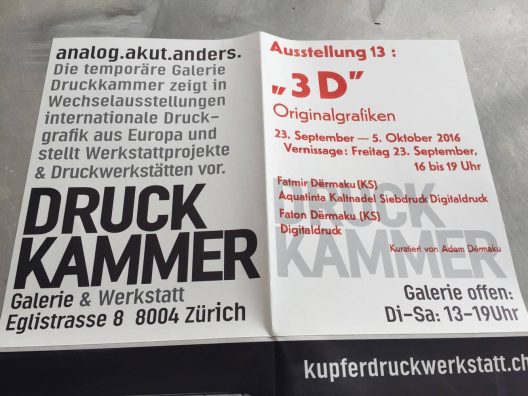 analog.akut.anders.
Die temporäre Galerie
Druckkammer zeigt in
Wechselausstellungen
internationale Druck-
grafik aus Europa und
stellt Werkstattprojekte
& Druckwerkstätten vor.
DRUCK
KAMMER
Galerie & Werkstatt
Eglistrasse 8 8004 Zürich
Ausstellung 13 :
„3 D”
Originalgrafiken
23. September — 5. Oktober 2016
Vernissage : Freitag 23. September,
16 bis 19 Uhr
Fatmir Dërmaku (KS)
Aquatinta Kaltnadel Siebdruck Digitaldruck
Faton Dërmaku (KS)
Digitaldruck
DRUCK
KAMMER
Kuratiert von Adem Dërmaku
Galerie offen:
Di-Sa: 13-19Uhr
kupferdruckwerkstatt.ch